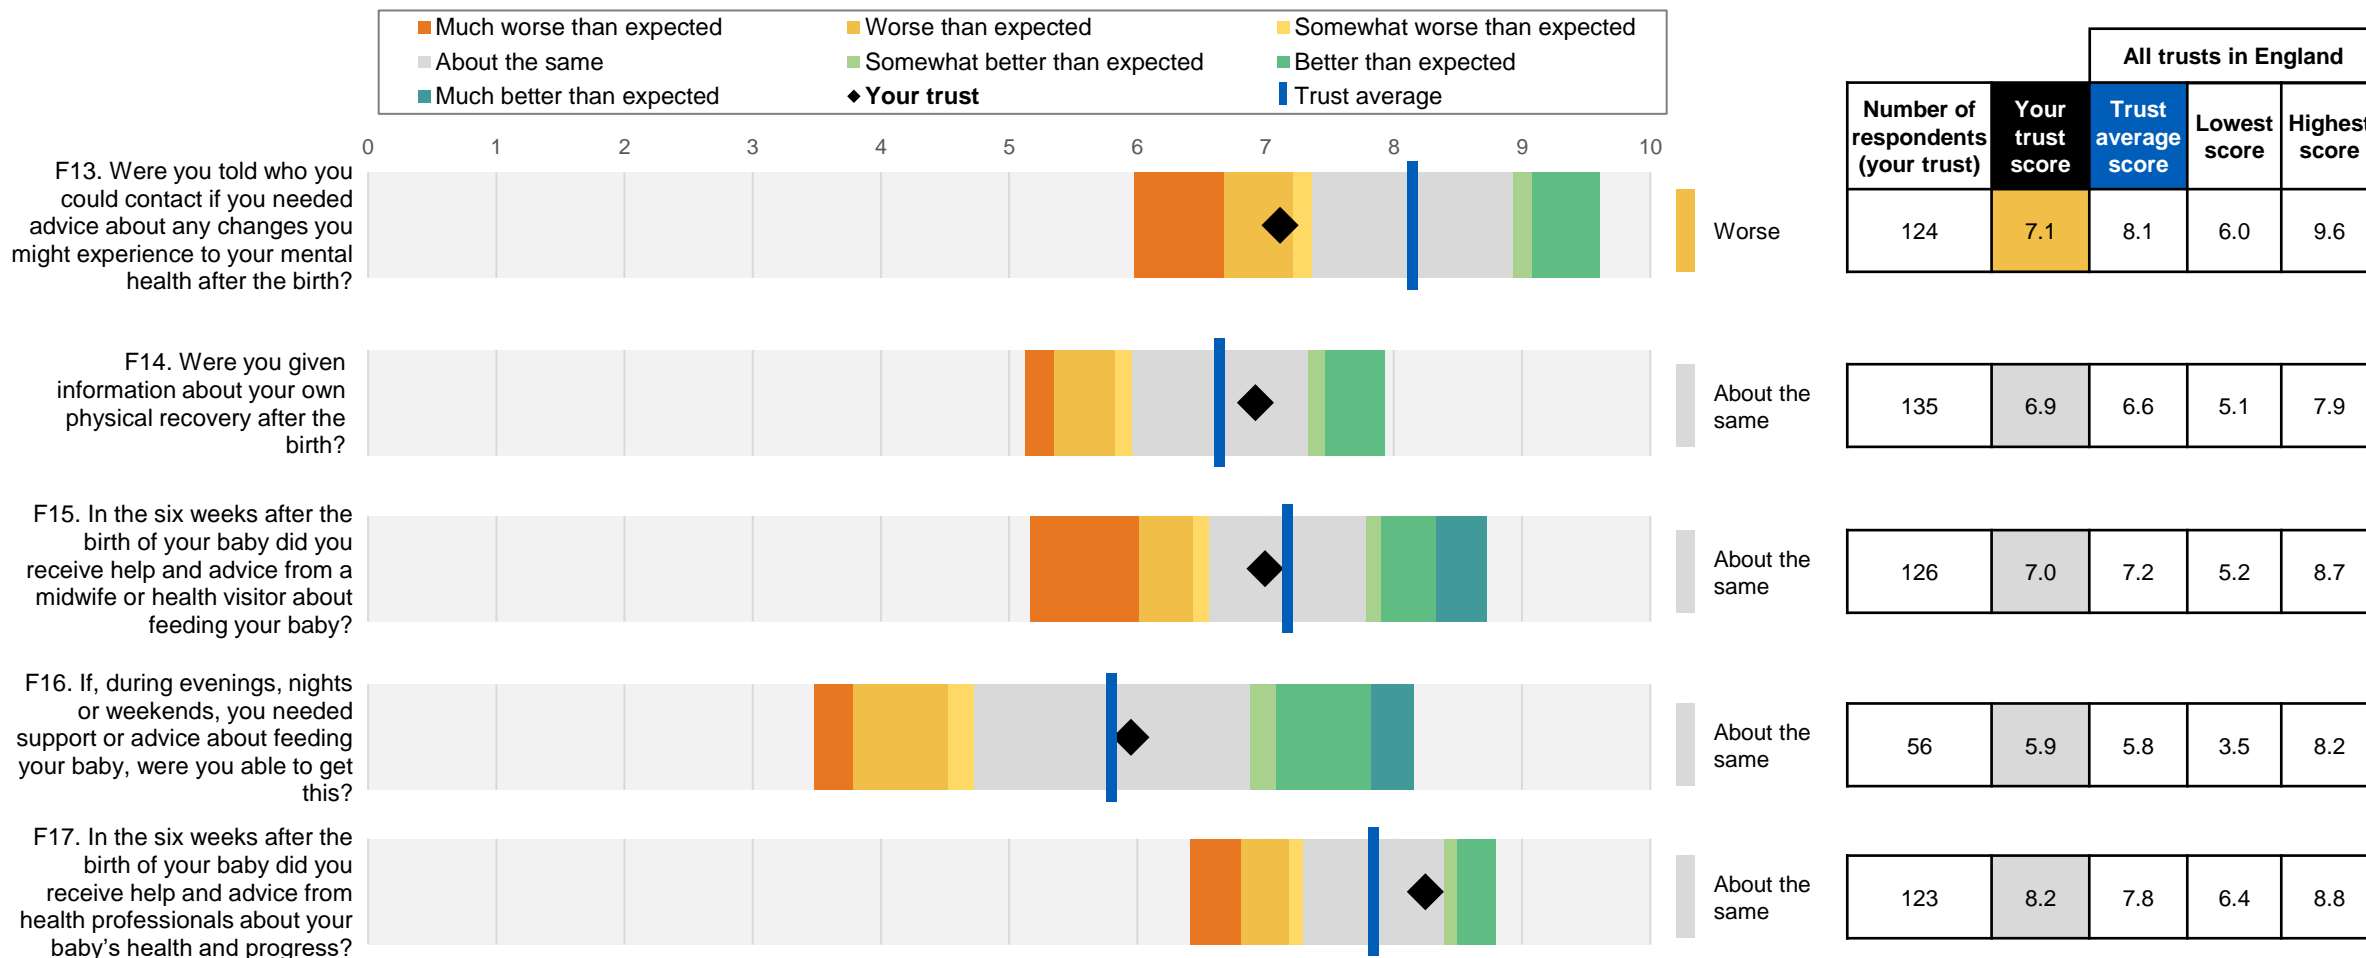 Much worse than expected
Worse than expected
Somewhat worse than expected
About the same
Somewhat better than expected
Better than expected
Much better than expected
Your trust
Trust average
All trusts in England
Number of respondents (your trust)
Your trust score
Trust average score
Lowest score
Highest score
0 1 2 3 4 5 6 7 8 9 10
F13. Were you told who you
could contact if you needed
advice about any changes you
might experience to your mental
health after the birth?
Worse
124 7.1 8.1 6.0 9.6
F14. Were you given
information about your own
physical recovery after the
birth?
About the
same
135 6.9 6.6 5.1 7.9
F15. In the six weeks after the
birth of your baby did you
receive help and advice from a
midwife or health visitor about
feeding your baby?
About the
same
126 7.0 7.2 5.2 8.7
F16. If, during evenings, nights
or weekends, you needed
support or advice about feeding
your baby, were you able to get
this?
About the
same
56 5.9 5.8 3.5 8.2
F17. In the six weeks after the
birth of your baby did you
receive help and advice from
health professionals about your
baby’s health and progress?
About the
same
123 8.2 7.8 6.4 8.8